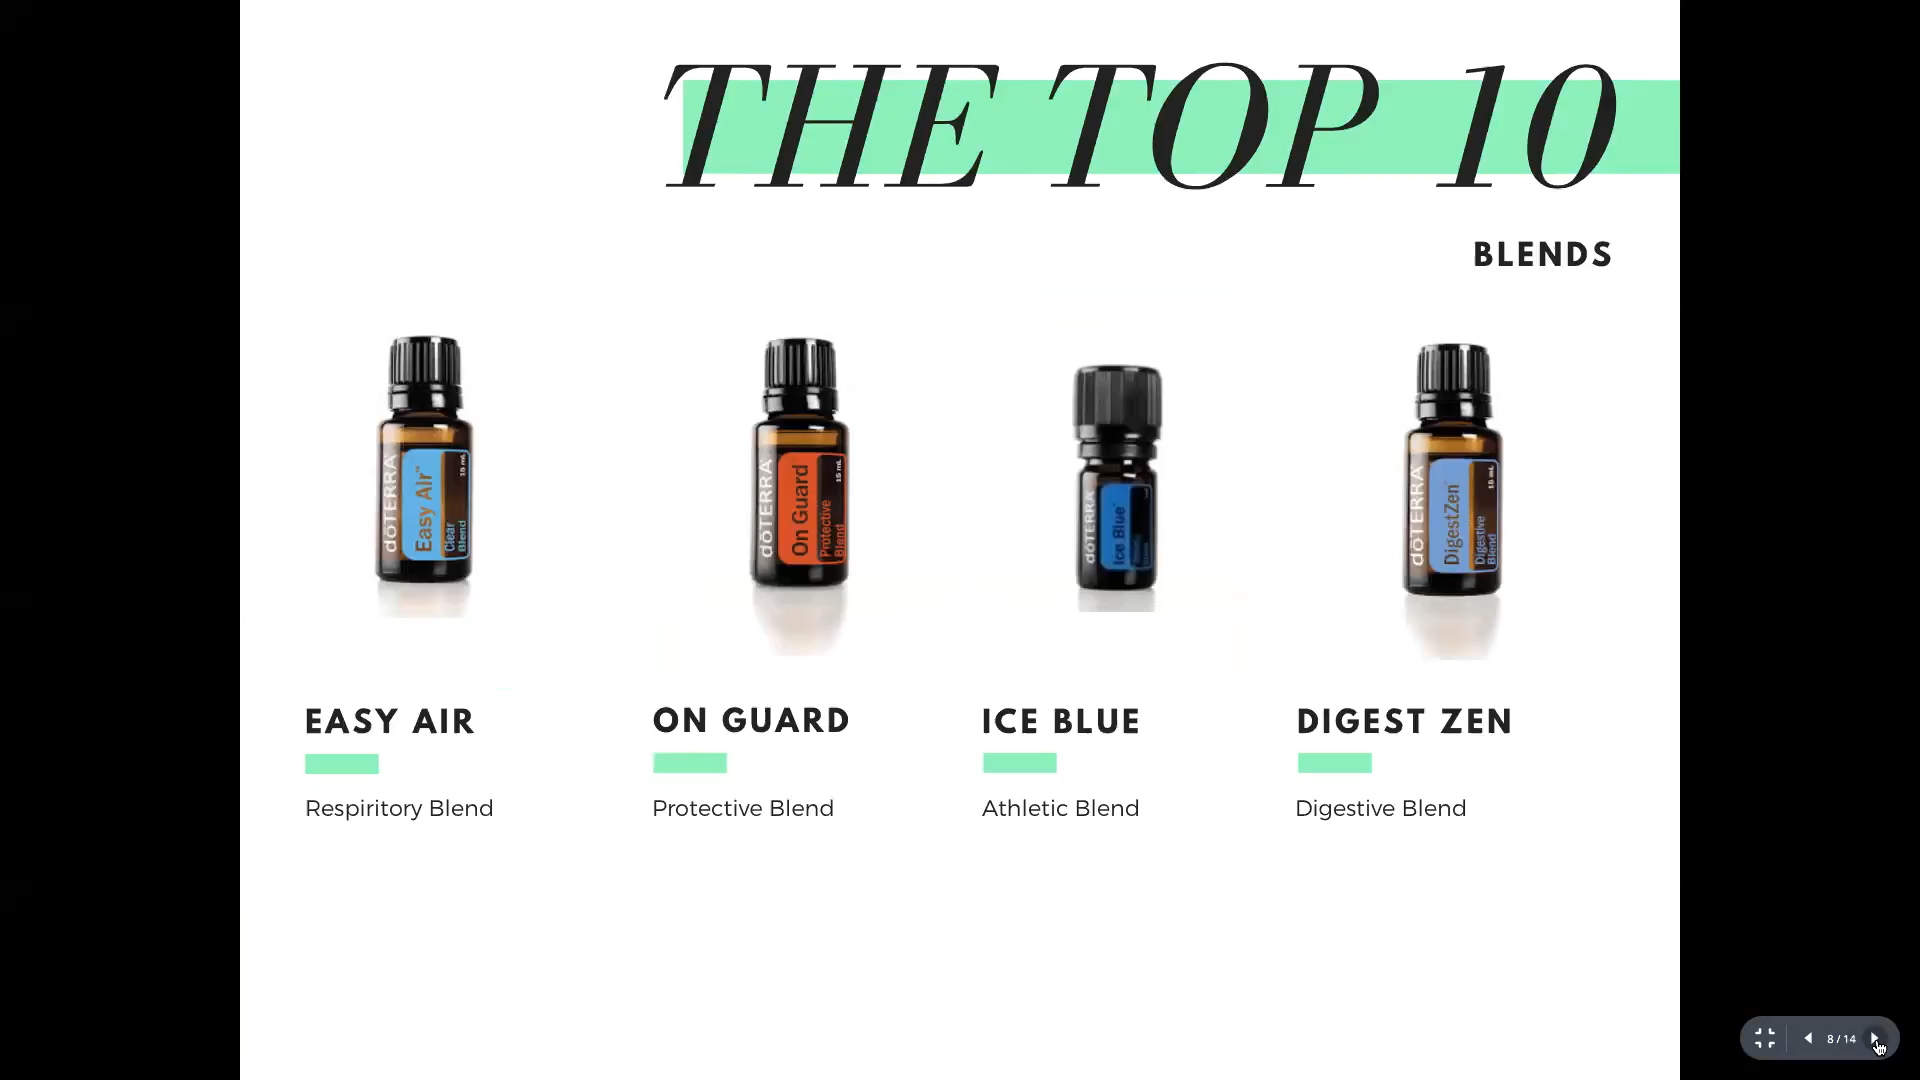 THE TOP 10
BLENDS
dōTERRA
Easy Air™
Clear
Blend
15 mL
dōTERRA
On Guard
Protective
Blend
15 mL
dōTERRA
Ice Blue
dōTERRA
DigestZen
Digestive
Blend
15 mL
EASY AIR
ON GUARD
ICE BLUE
DIGEST ZEN
Respiritory Blend
Protective Blend
Athletic Blend
Digestive Blend
8 / 14